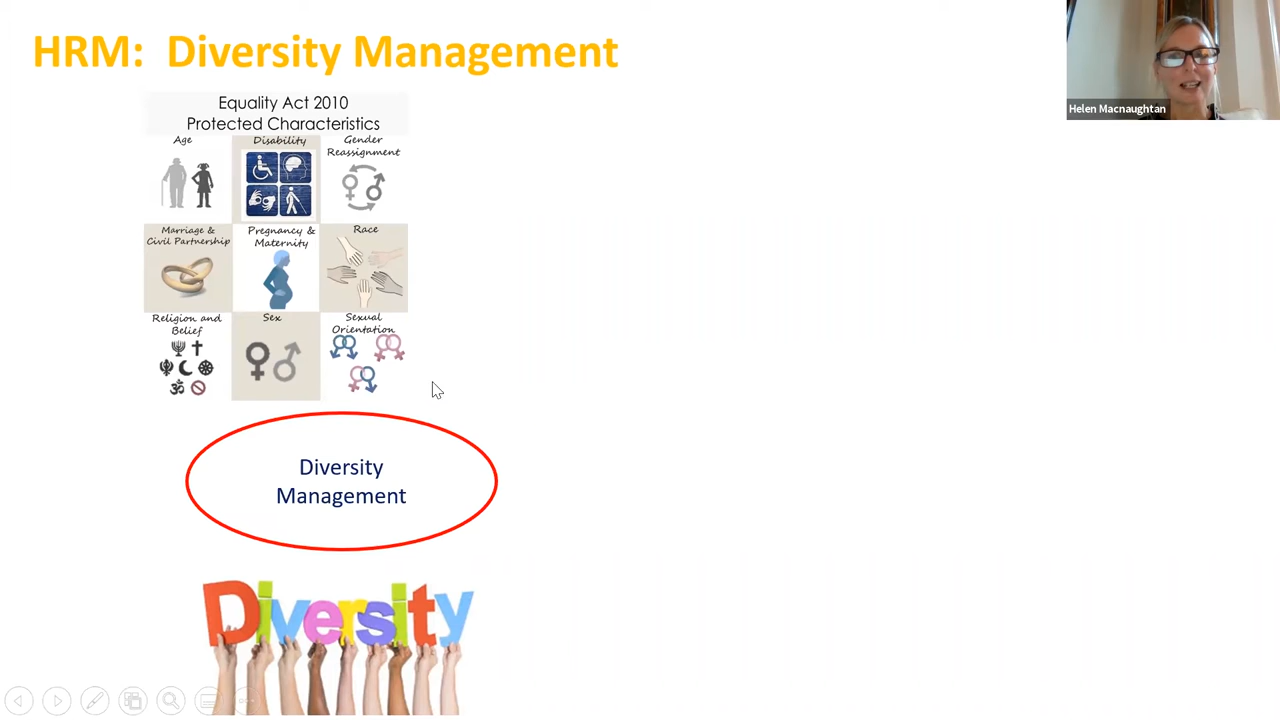 HRM: Diversity Management
Helen Macnaughtan
Equality Act 2010
Protected Characteristics
Age
Disability
Gender
Reassignment
Marriage &
Civil Partnership
Pregnancy &
Maternity
Race
Religion and
Belief
Sex
Sexual
Orientation
Diversity
Management
Diversity